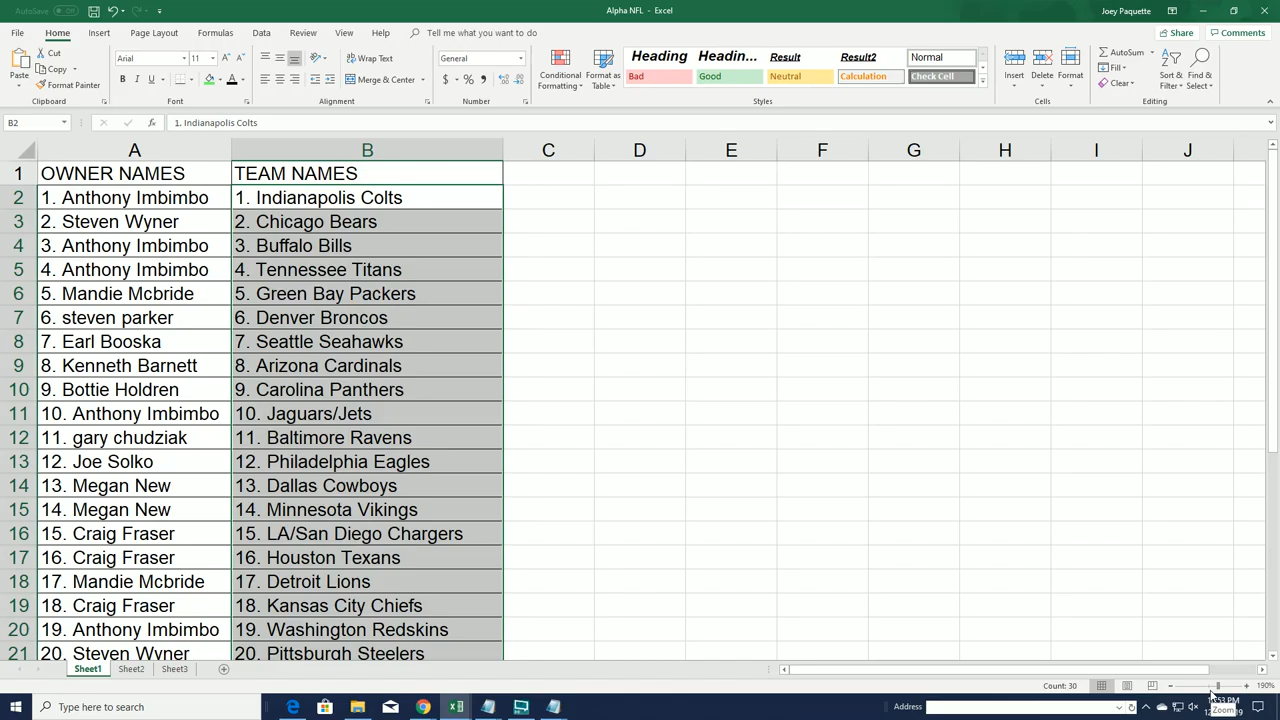 AutoSave Off
Alpha NFL - Excel
Joey Paquette
File Home Insert Page Layout Formulas Data Review View Help Tell me what you want to do
Share Comments
Paste
Cut
Copy
Format Painter
Clipboard
Arial 11
B I U
Font
Wrap Text
Merge & Center
Alignment
General
$ % ,
Number
Conditional Formatting
Format as Table
Heading Headin... Result Result2 Normal
Bad Good Neutral Calculation Check Cell
Styles
Insert Delete Format
Cells
AutoSum
Fill
Clear
Sort & Filter
Find & Select
Editing
B2 fx 1. Indianapolis Colts
A B C D E F G H I J
1 OWNER NAMES TEAM NAMES
2 1. Anthony Imbimbo 1. Indianapolis Colts
3 2. Steven Wyner 2. Chicago Bears
4 3. Anthony Imbimbo 3. Buffalo Bills
5 4. Anthony Imbimbo 4. Tennessee Titans
6 5. Mandie Mcbride 5. Green Bay Packers
7 6. steven parker 6. Denver Broncos
8 7. Earl Booska 7. Seattle Seahawks
9 8. Kenneth Barnett 8. Arizona Cardinals
10 9. Bottie Holdren 9. Carolina Panthers
11 10. Anthony Imbimbo 10. Jaguars/Jets
12 11. gary chudziak 11. Baltimore Ravens
13 12. Joe Solko 12. Philadelphia Eagles
14 13. Megan New 13. Dallas Cowboys
15 14. Megan New 14. Minnesota Vikings
16 15. Craig Fraser 15. LA/San Diego Chargers
17 16. Craig Fraser 16. Houston Texans
18 17. Mandie Mcbride 17. Detroit Lions
19 18. Craig Fraser 18. Kansas City Chiefs
20 19. Anthony Imbimbo 19. Washington Redskins
21 20. Steven Wyner 20. Pittsburgh Steelers
Sheet1 Sheet2 Sheet3
Count: 30 190%
Type here to search
Address
Zoom